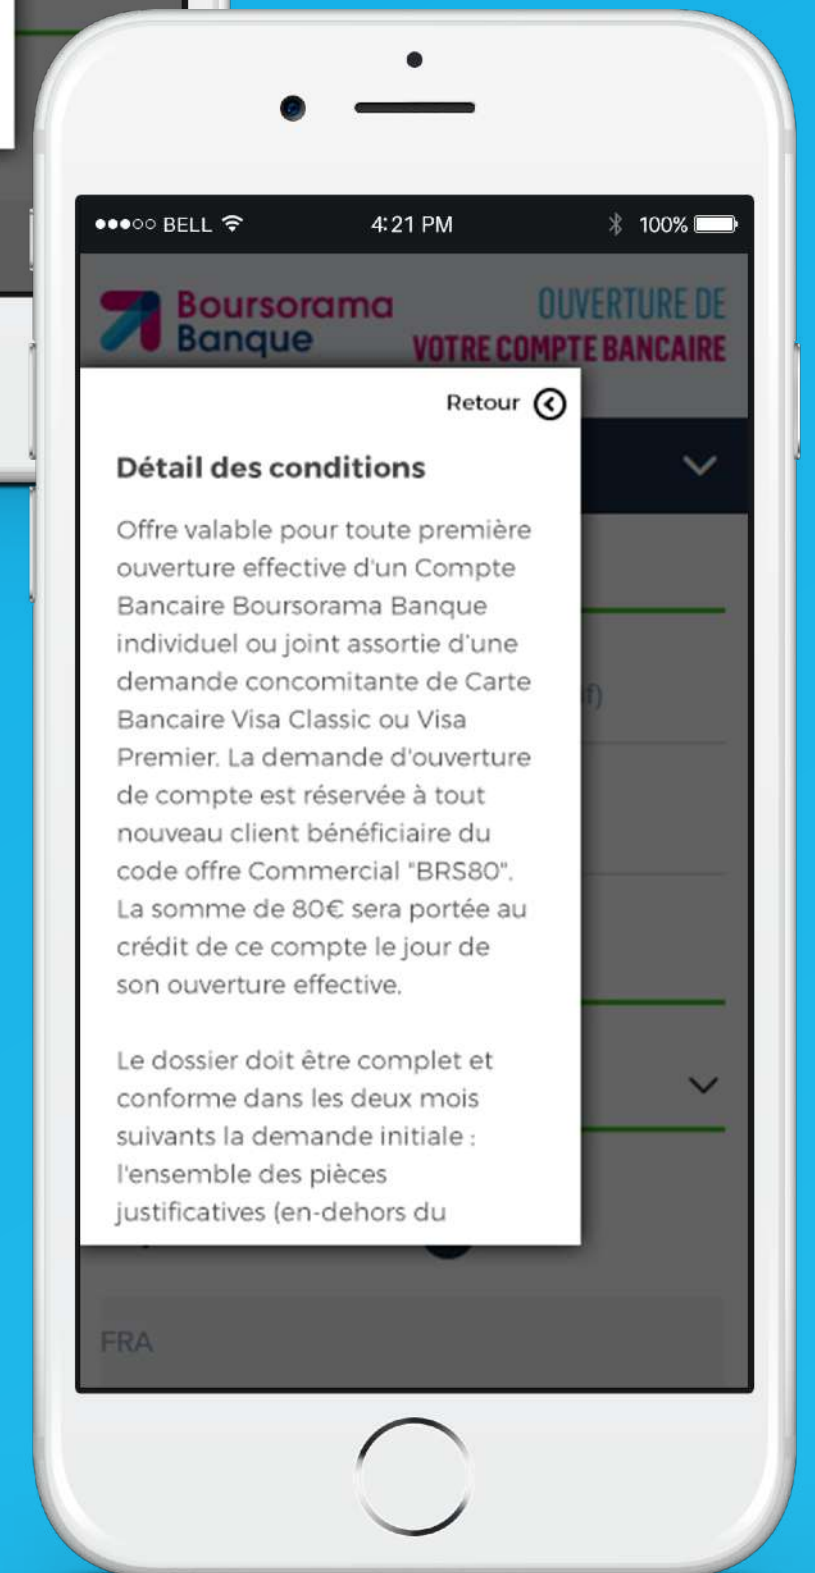 BELL
4:21 PM
100%
Boursorama
Banque
OUVERTURE DE
VOTRE COMPTE BANCAIRE
Retour
Détail des conditions
Offre valable pour toute première
ouverture effective d'un Compte
Bancaire Boursorama Banque
individuel ou joint assortie d'une
demande concomitante de Carte
Bancaire Visa Classic ou Visa
Premier. La demande d'ouverture
de compte est réservée à tout
nouveau client bénéficiaire du
code offre Commercial "BRS80".
La somme de 80€ sera portée au
crédit de ce compte le jour de
son ouverture effective.
Le dossier doit être complet et
conforme dans les deux mois
suivants la demande initiale :
l'ensemble des pièces
justificatives (en-dehors du
FRA